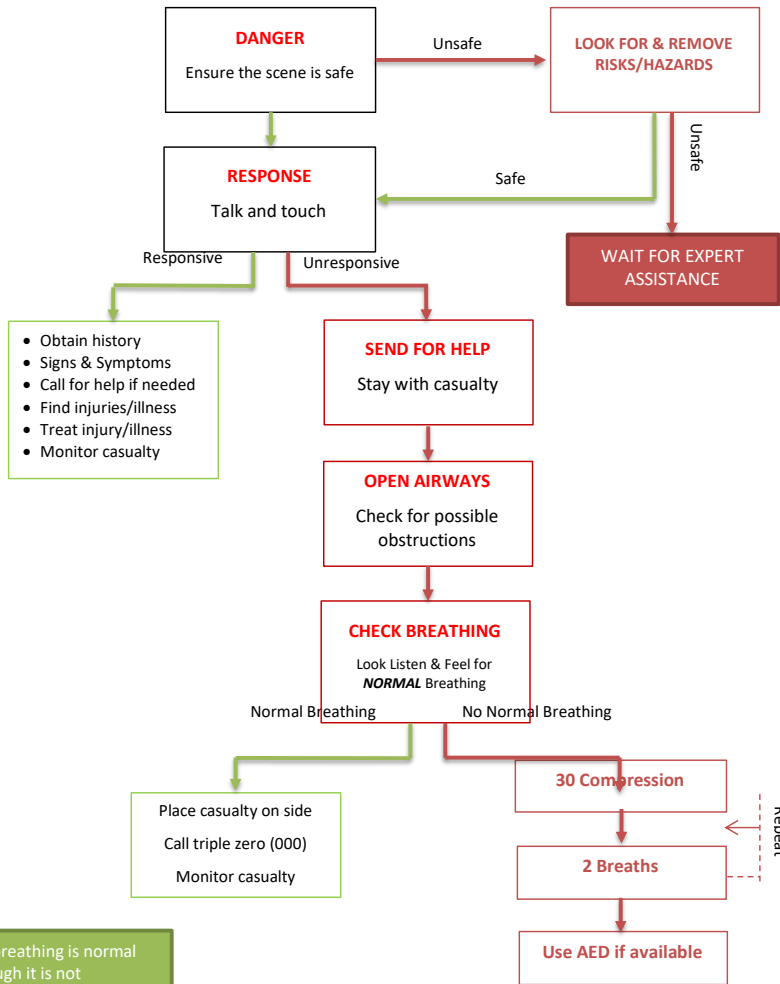 DANGER
Ensure the scene is safe
Unsafe
LOOK FOR & REMOVE
RISKS/HAZARDS
Unsafe
RESPONSE
Talk and touch
Safe
WAIT FOR EXPERT
ASSISTANCE
Responsive
Unresponsive
• Obtain history
• Signs & Symptoms
• Call for help if needed
• Find injuries/illness
• Treat injury/illness
• Monitor casualty
SEND FOR HELP
Stay with casualty
OPEN AIRWAYS
Check for possible
obstructions
CHECK BREATHING
Look Listen & Feel for
NORMAL Breathing
Normal Breathing
No Normal Breathing
Place casualty on side
Call triple zero (000)
Monitor casualty
30 Compression
Repeat
2 Breaths
Use AED if available
breathing is normal
it is not